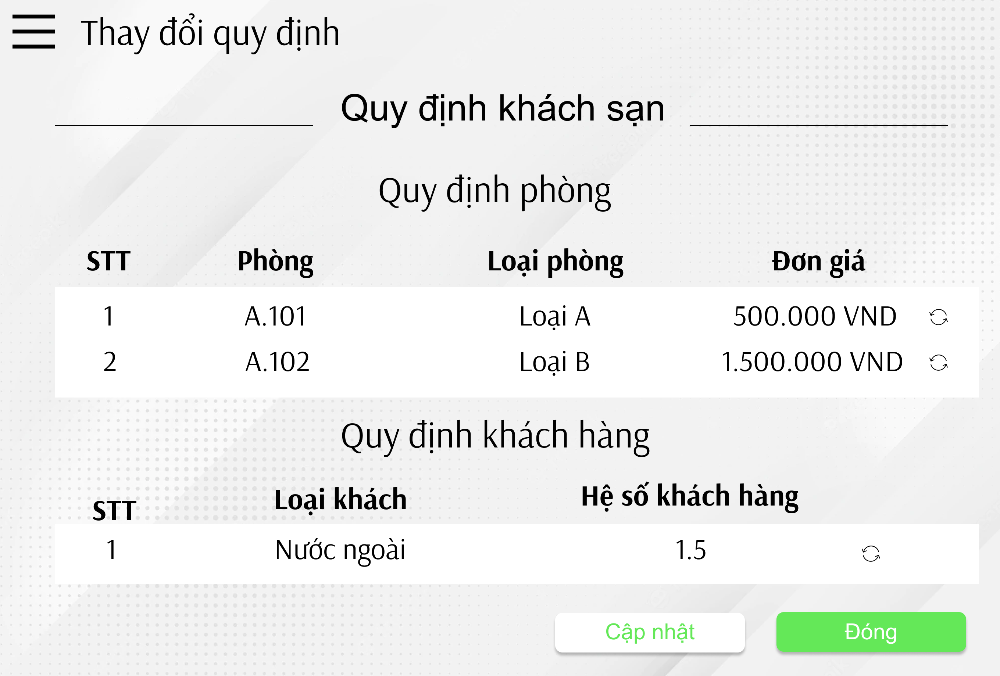 Thay đổi quy định
Quy định khách sạn
Quy định phòng
STT Phòng Loại phòng Đơn giá
1 A.101 Loại A 500.000 VND
2 A.102 Loại B 1.500.000 VND
Quy định khách hàng
STT Loại khách Hệ số khách hàng
1 Nước ngoài 1.5
Cập nhật Đóng